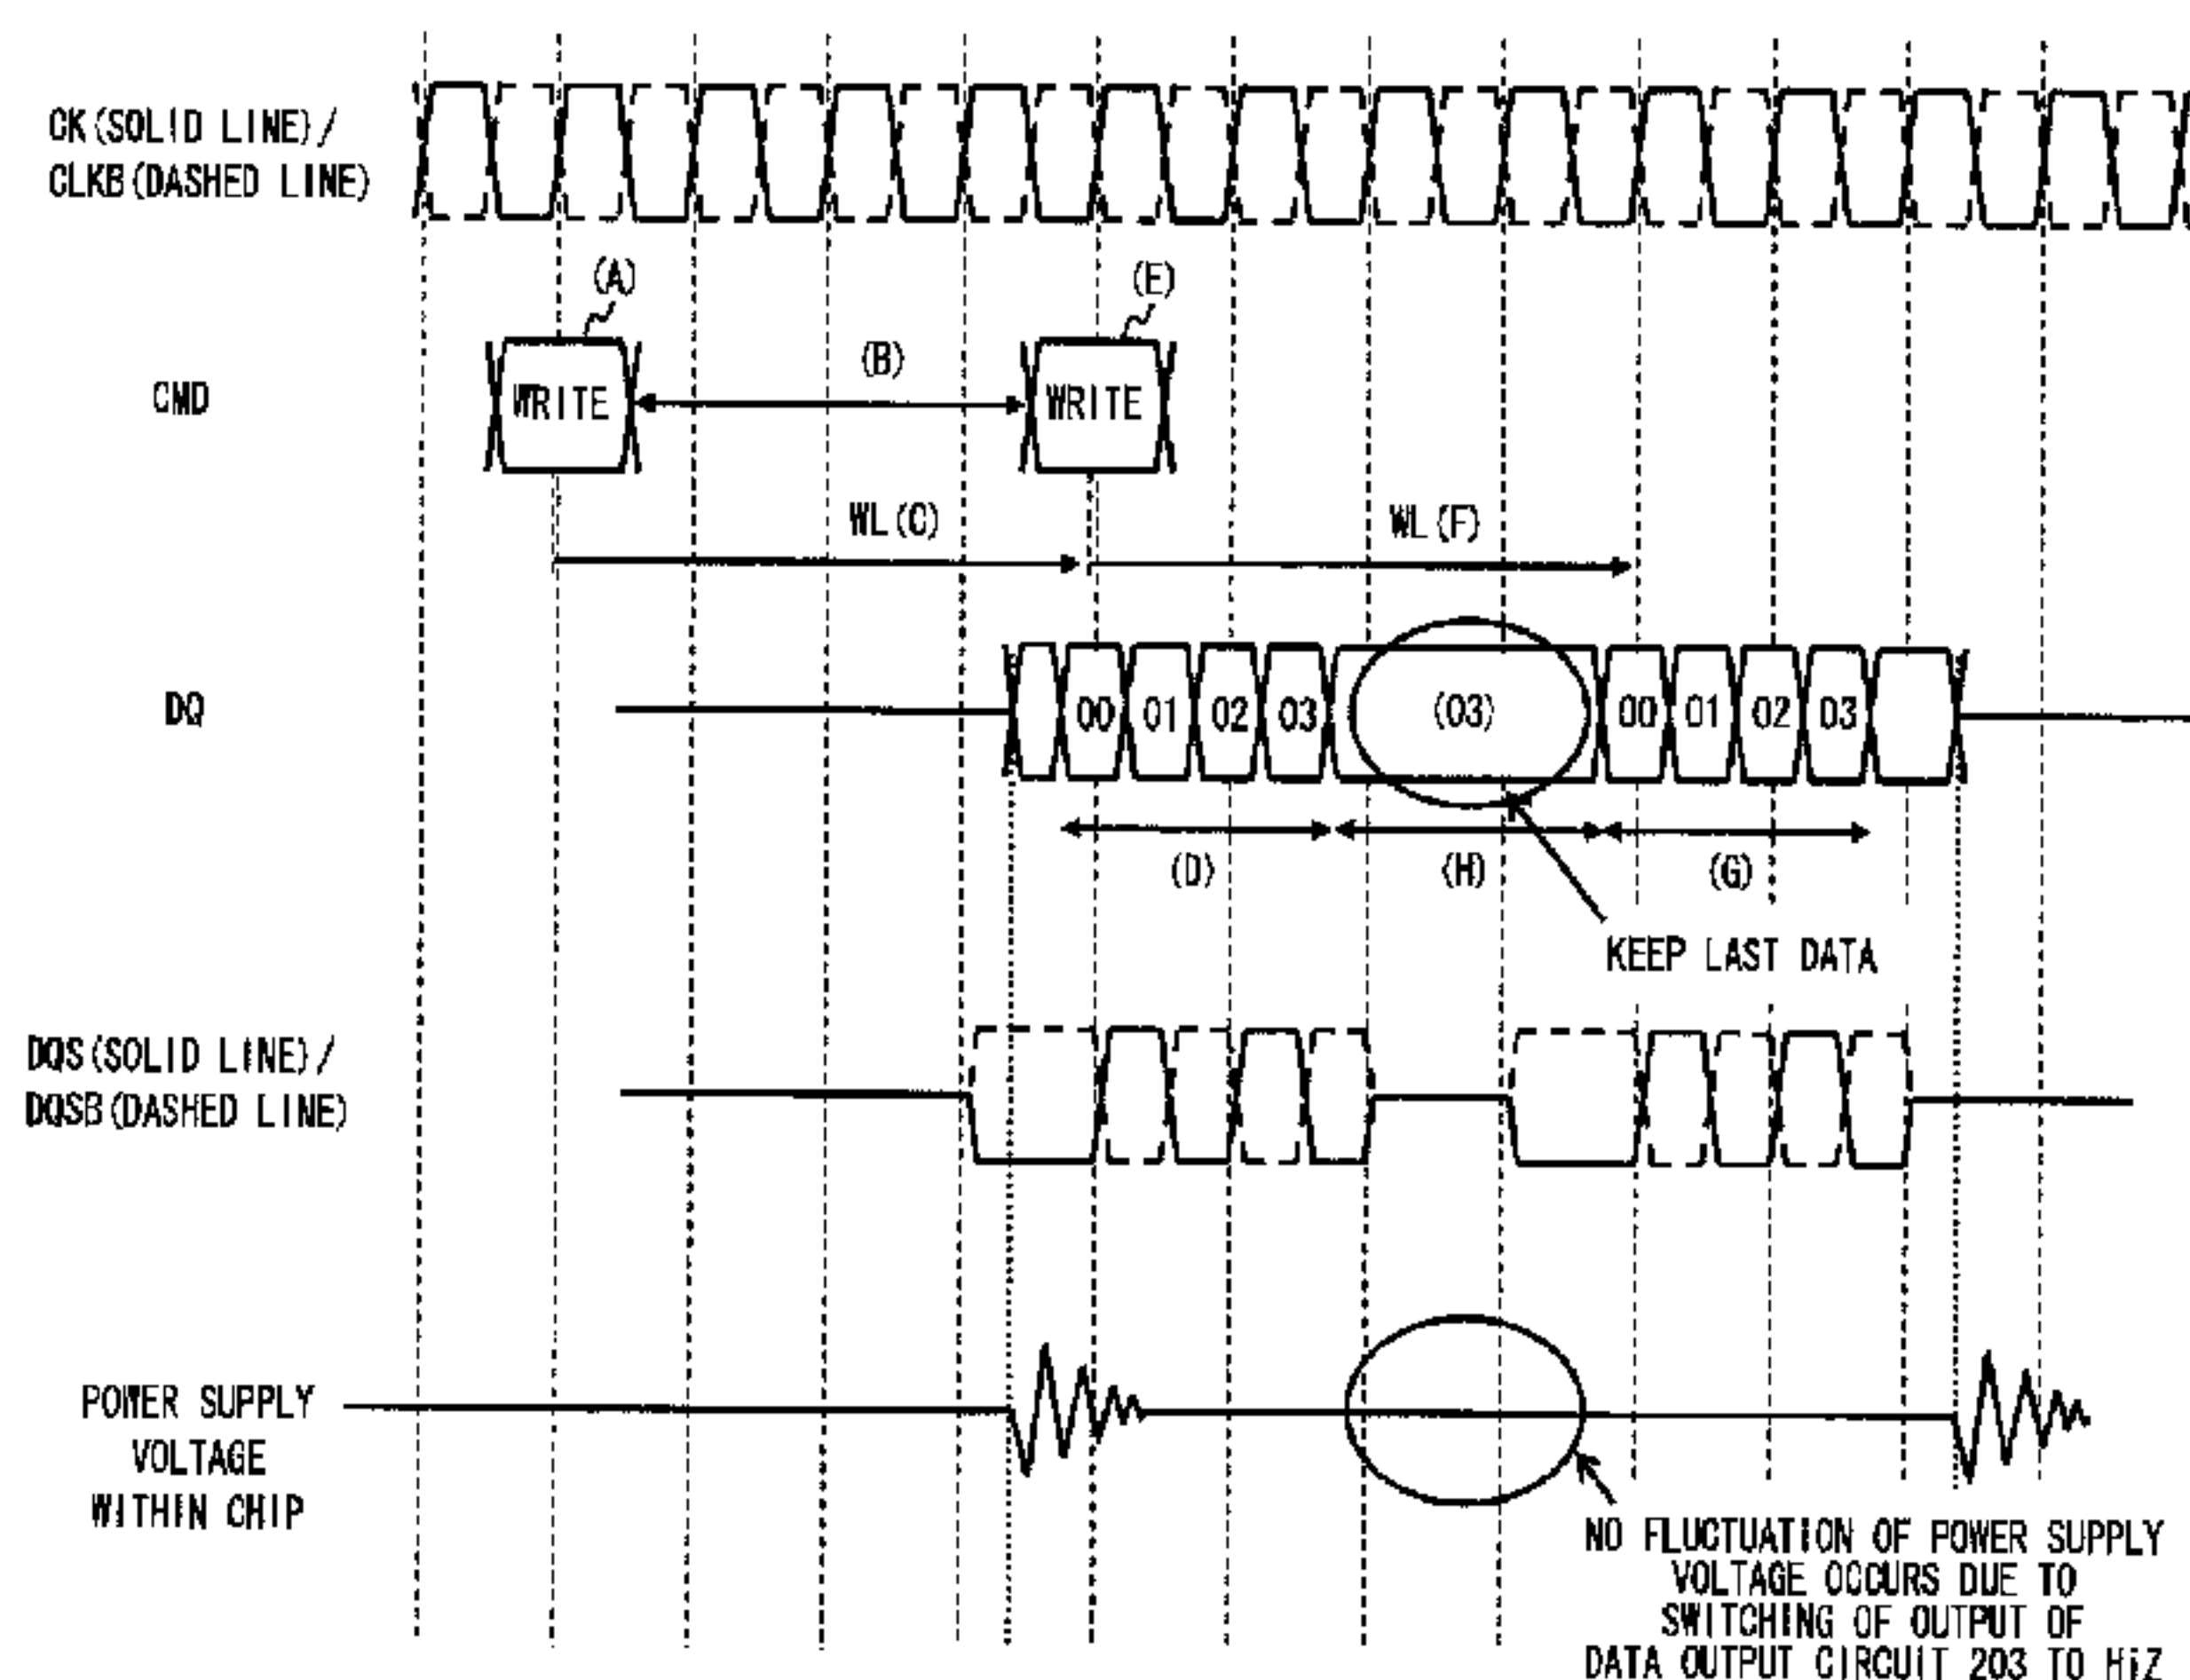 CK(SOLID LINE)/
CLKB(DASHED LINE)
(A)
(E)
CMD
WRITE
(B)
WRITE
WL(C)
WL(F)
DQ
00 01 02 03 (03) 00 01 02 03
(D) (H) (G)
KEEP LAST DATA
DQS(SOLID LINE)/
DQSB(DASHED LINE)
POWER SUPPLY
VOLTAGE
WITHIN CHIP
NO FLUCTUATION OF POWER SUPPLY
VOLTAGE OCCURS DUE TO
SWITCHING OF OUTPUT OF
DATA OUTPUT CIRCUIT 203 TO HiZ